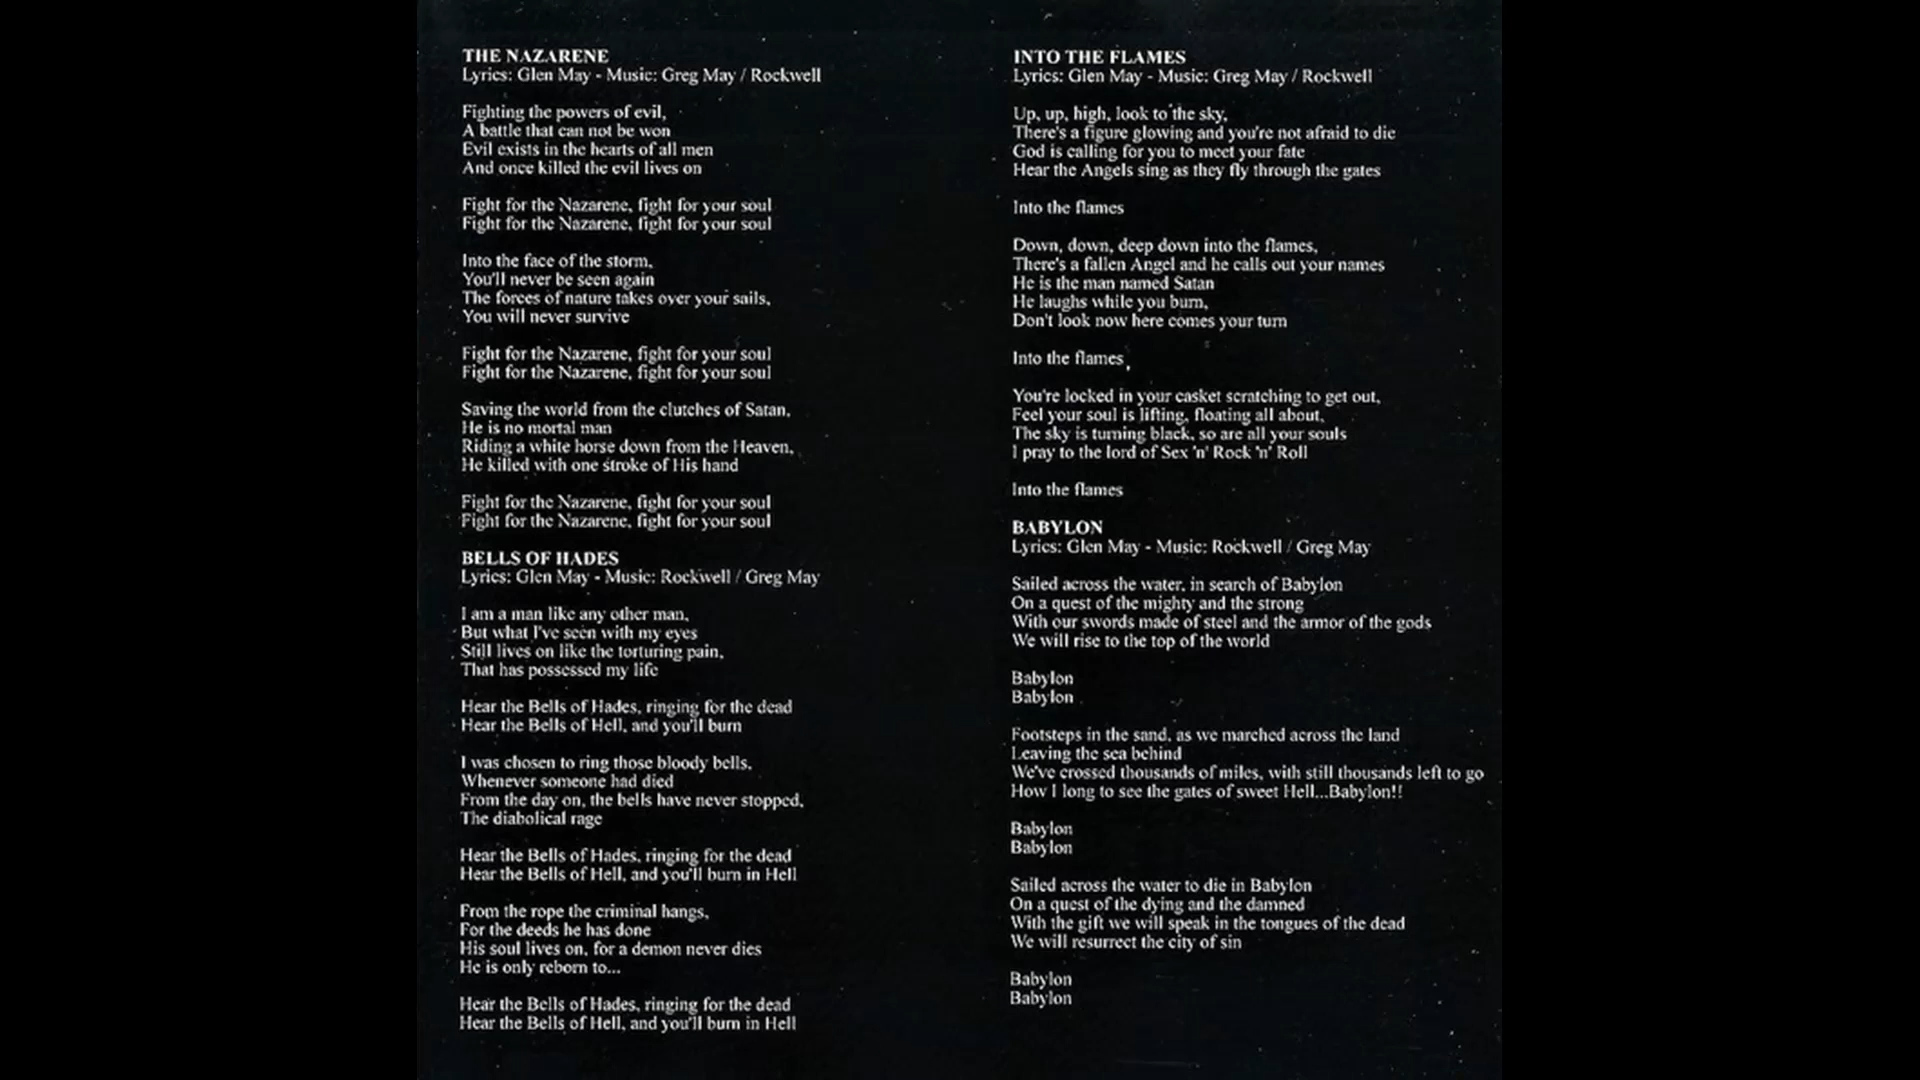 THE NAZARENE
Lyrics: Glen May - Music: Greg May / Rockwell
Fighting the powers of evil,
A battle that can not be won
Evil exists in the hearts of all men
And once killed the evil lives on
Fight for the Nazarene, fight for your soul
Fight for the Nazarene, fight for your soul
Into the face of the storm,
You'll never be seen again
The forces of nature takes over your sails,
You will never survive
Fight for the Nazarene, fight for your soul
Fight for the Nazarene, fight for your soul
Saving the world from the clutches of Satan,
He is no mortal man
Riding a white horse down from the Heaven,
He killed with one stroke of His hand
Fight for the Nazarene, fight for your soul
Fight for the Nazarene, fight for your soul
BELLS OF HADES
Lyrics: Glen May - Music: Rockwell / Greg May
I am a man like any other man,
But what I've seen with my eyes
Still lives on like the torturing pain,
That has possessed my life
Hear the Bells of Hades, ringing for the dead
Hear the Bells of Hell, and you'll burn
I was chosen to ring those bloody bells,
Whenever someone had died
From the day on, the bells have never stopped,
The diabolical rage
Hear the Bells of Hades, ringing for the dead
Hear the Bells of Hell, and you'll burn in Hell
From the rope the criminal hangs,
For the deeds he has done
His soul lives on, for a demon never dies
He is only reborn to...
Hear the Bells of Hades, ringing for the dead
Hear the Bells of Hell, and you'll burn in Hell
INTO THE FLAMES
Lyrics: Glen May - Music: Greg May / Rockwell
Up, up, high, look to the sky,
There's a figure glowing and you're not afraid to die
God is calling for you to meet your fate
Hear the Angels sing as they fly through the gates
Into the flames
Down, down, deep down into the flames,
There's a fallen Angel and he calls out your names
He is the man named Satan
He laughs while you burn,
Don't look now here comes your turn
Into the flames
You're locked in your casket scratching to get out,
Feel your soul is lifting, floating all about,
The sky is turning black, so are all your souls
I pray to the lord of Sex 'n' Rock 'n' Roll
Into the flames
BABYLON
Lyrics: Glen May - Music: Rockwell / Greg May
Sailed across the water, in search of Babylon
On a quest of the mighty and the strong
With our swords made of steel and the armor of the gods
We will rise to the top of the world
Babylon
Babylon
Footsteps in the sand, as we marched across the land
Leaving the sea behind
We've crossed thousands of miles, with still thousands left to go
How I long to see the gates of sweet Hell...Babylon!!
Babylon
Babylon
Sailed across the water to die in Babylon
On a quest of the dying and the damned
With the gift we will speak in the tongues of the dead
We will resurrect the city of sin
Babylon
Babylon